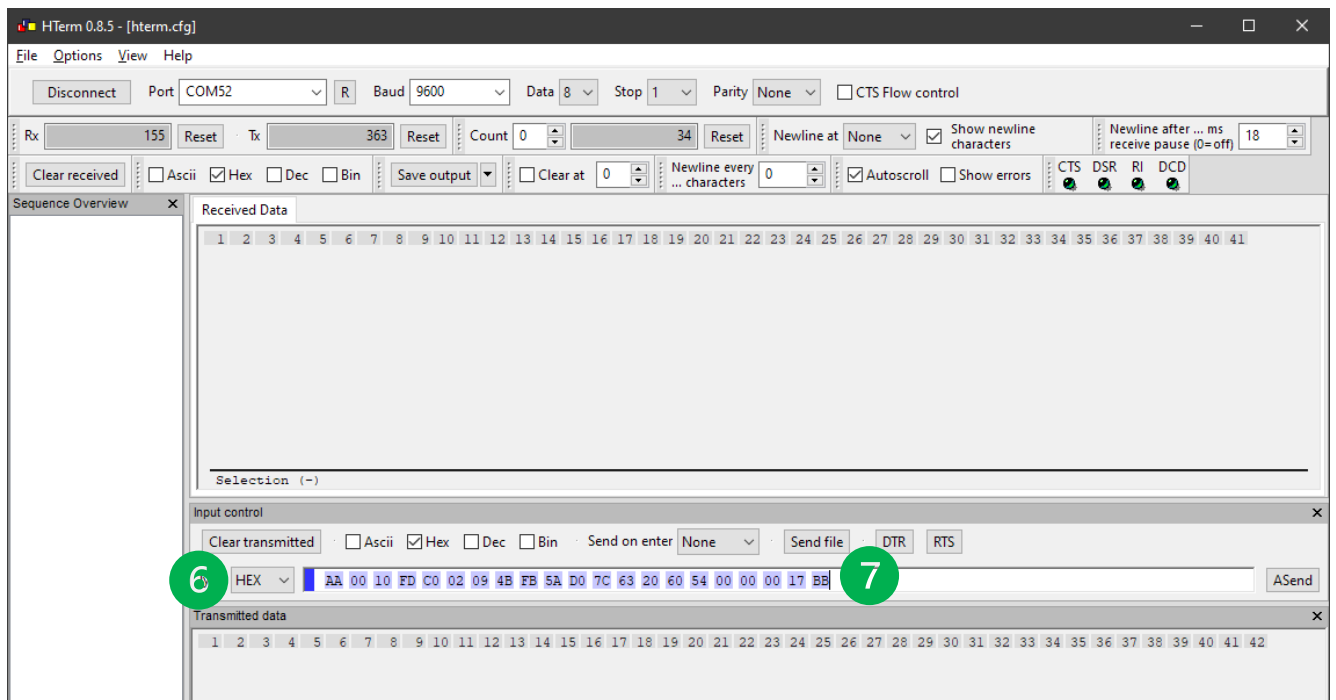 HTerm 0.8.5 - [hterm.cfg]
File Options View Help
Disconnect Port COM52 R Baud 9600 Data 8 Stop 1 Parity None CTS Flow control
Rx 155 Reset Tx 363 Reset Count 0 34 Reset Newline at None Show newline characters Newline after ... ms receive pause (0=off) 18
Clear received Ascii Hex Dec Bin Save output Clear at 0 Newline every ... characters 0 Autoscroll Show errors CTS DSR RI DCD
Sequence Overview
Received Data
1 2 3 4 5 6 7 8 9 10 11 12 13 14 15 16 17 18 19 20 21 22 23 24 25 26 27 28 29 30 31 32 33 34 35 36 37 38 39 40 41
Selection (-)
Input control
Clear transmitted Ascii Hex Dec Bin Send on enter None Send file DTR RTS
6 HEX AA 00 10 FD C0 02 09 4B FB 5A D0 7C 63 20 60 54 00 00 00 17 BB 7 ASend
Transmitted data
1 2 3 4 5 6 7 8 9 10 11 12 13 14 15 16 17 18 19 20 21 22 23 24 25 26 27 28 29 30 31 32 33 34 35 36 37 38 39 40 41 42